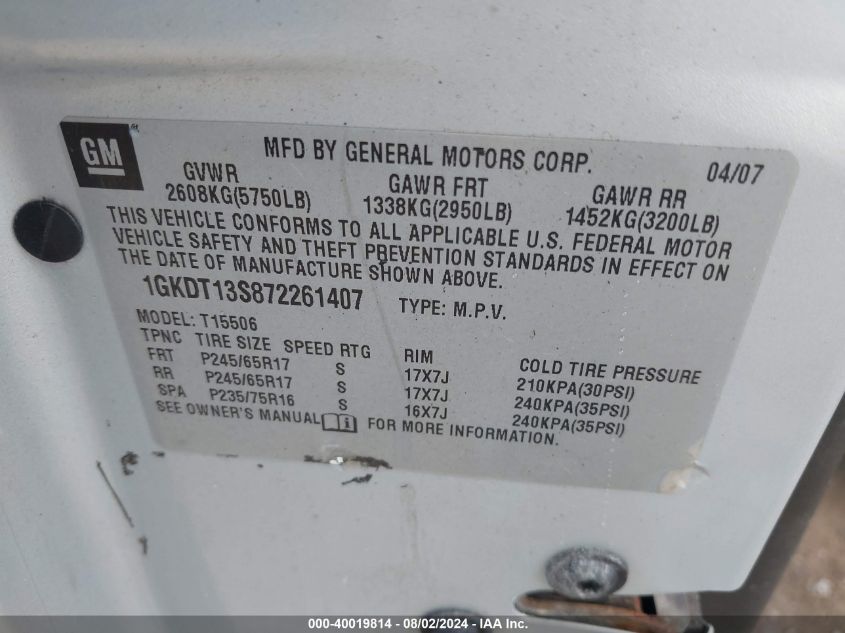 GM
MFD BY GENERAL MOTORS CORP. 04/07
GVWR GAWR FRT GAWR RR
2608KG(5750LB) 1338KG(2950LB) 1452KG(3200LB)
THIS VEHICLE CONFORMS TO ALL APPLICABLE U.S. FEDERAL MOTOR
VEHICLE SAFETY AND THEFT PREVENTION STANDARDS IN EFFECT ON
THE DATE OF MANUFACTURE SHOWN ABOVE.
1GKDT13S872261407 TYPE: M.P.V.
MODEL: T15506
TPNC TIRE SIZE SPEED RTG RIM COLD TIRE PRESSURE
FRT P245/65R17 S 17X7J 210KPA(30PSI)
RR P245/65R17 S 17X7J 240KPA(35PSI)
SPA P235/75R16 S 16X7J 240KPA(35PSI)
SEE OWNER'S MANUAL i FOR MORE INFORMATION.
000-40019814 - 08/02/2024 - IAA Inc.